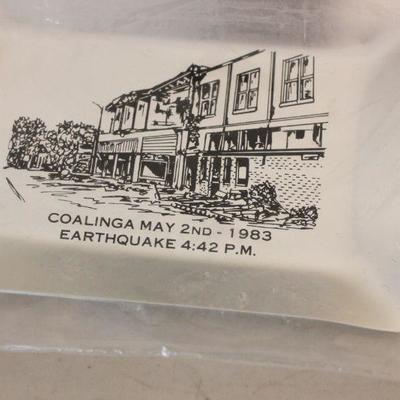 COALINGA MAY 2ND - 1983
EARTHQUAKE 4:42 P.M.